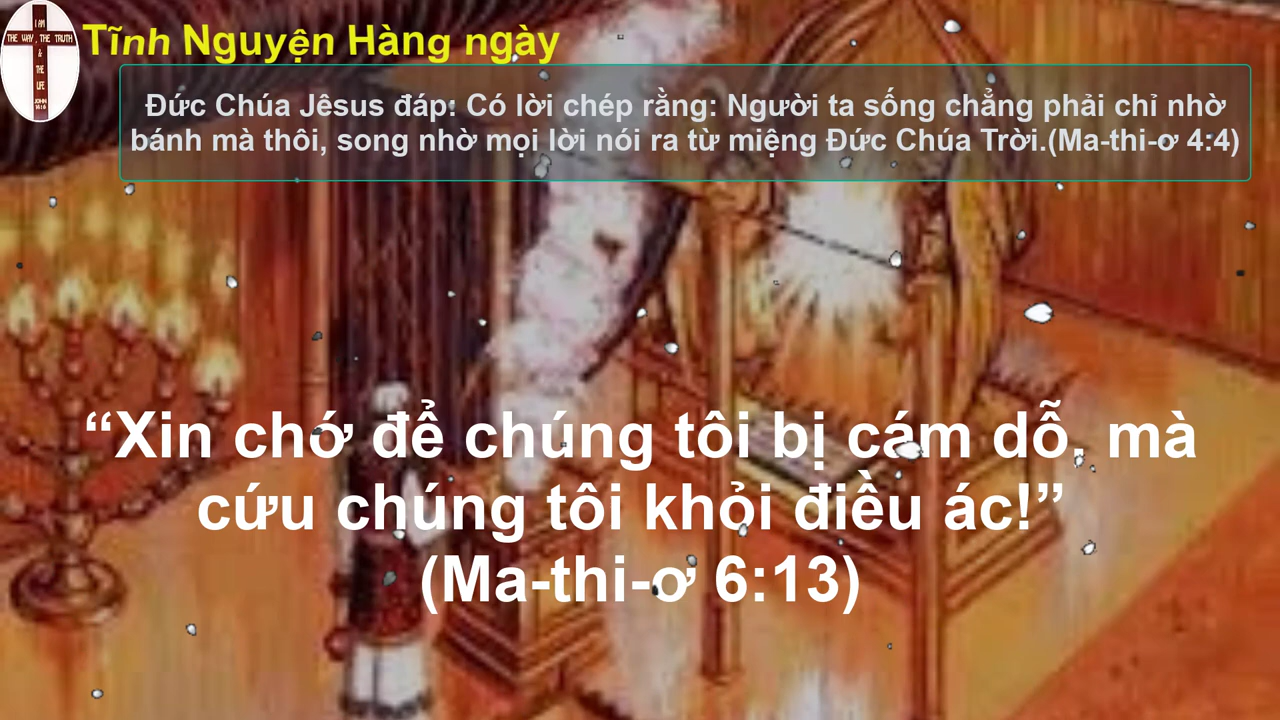 I AM
THE WAY, THE TRUTH
&
THE
LIFE
JOHN
14:16
Tĩnh Nguyện Hàng ngày
Đức Chúa Jêsus đáp: Có lời chép rằng: Người ta sống chẳng phải chỉ nhờ
bánh mà thôi, song nhờ mọi lời nói ra từ miệng Đức Chúa Trời.(Ma-thi-ơ 4:4)
“Xin chớ để chúng tôi bị cám dỗ, mà
cứu chúng tôi khỏi điều ác!”
(Ma-thi-ơ 6:13)